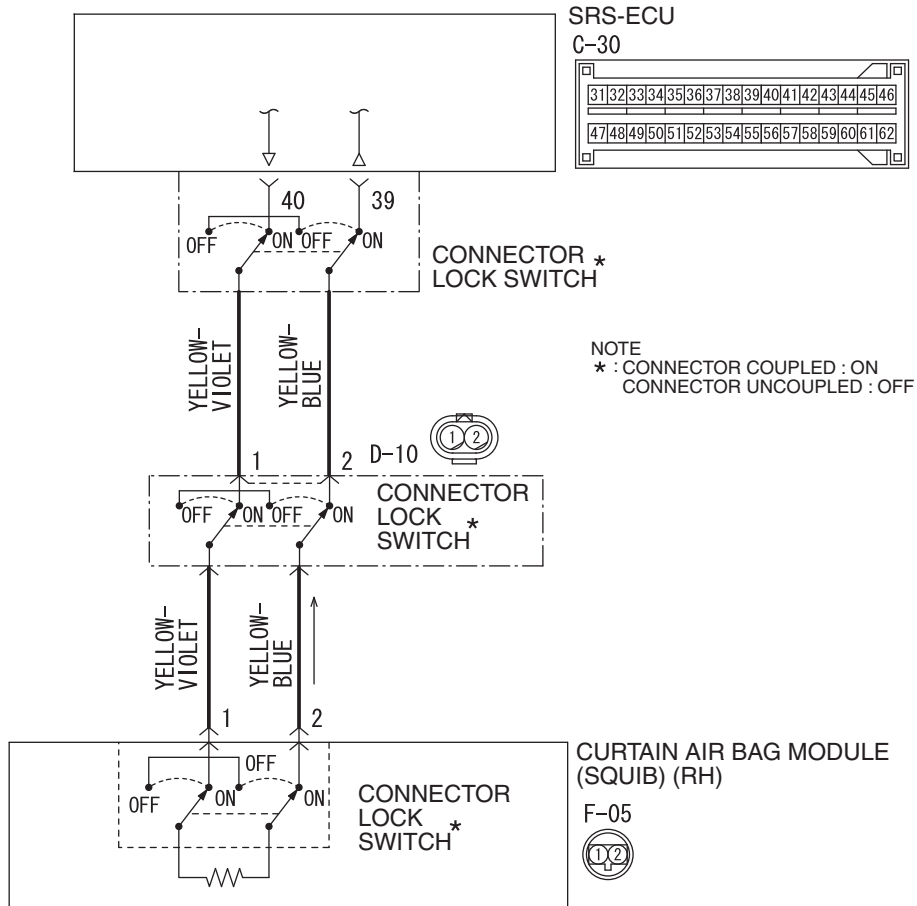 SRS-ECU
C-30
31 32 33 34 35 36 37 38 39 40 41 42 43 44 45 46
47 48 49 50 51 52 53 54 55 56 57 58 59 60 61 62
40
39
OFF
ON
OFF
ON
CONNECTOR
LOCK SWITCH*
YELLOW-
VIOLET
YELLOW-
BLUE
NOTE
* : CONNECTOR COUPLED : ON
CONNECTOR UNCOUPLED : OFF
1
2
D-10
1 2
OFF
ON
OFF
ON
CONNECTOR
LOCK
SWITCH*
YELLOW-
VIOLET
YELLOW-
BLUE
1
2
CURTAIN AIR BAG MODULE
(SQUIB) (RH)
F-05
1 2
OFF
ON
OFF
ON
CONNECTOR
LOCK
SWITCH*